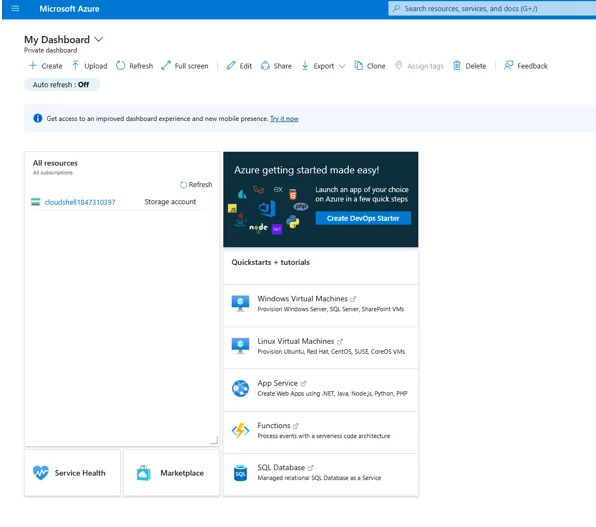 Microsoft Azure
Search resources, services, and docs (G+/)
My Dashboard
Private dashboard
Create Upload Refresh Full screen Edit Share Export Clone Assign tags Delete Feedback
Auto refresh : Off
Get access to an improved dashboard experience and new mobile presence. Try it now
All resources
All subscriptions
Refresh
cloudshell1847310397 Storage account
Azure getting started made easy!
Launch an app of your choice
on Azure in a few quick steps
Create DevOps Starter
EX
JS
php
node
.NET
Quickstarts + tutorials
Windows Virtual Machines
Provision Windows Server, SQL Server, SharePoint VMs
Linux Virtual Machines
Provision Ubuntu, Red Hat, CentOS, SUSE, CoreOS VMs
App Service
Create Web Apps using .NET, Java, Node.js, Python, PHP
Functions
Process events with a serverless code architecture
SQL
SQL Database
Managed relational SQL Database as a Service
Service Health
Marketplace